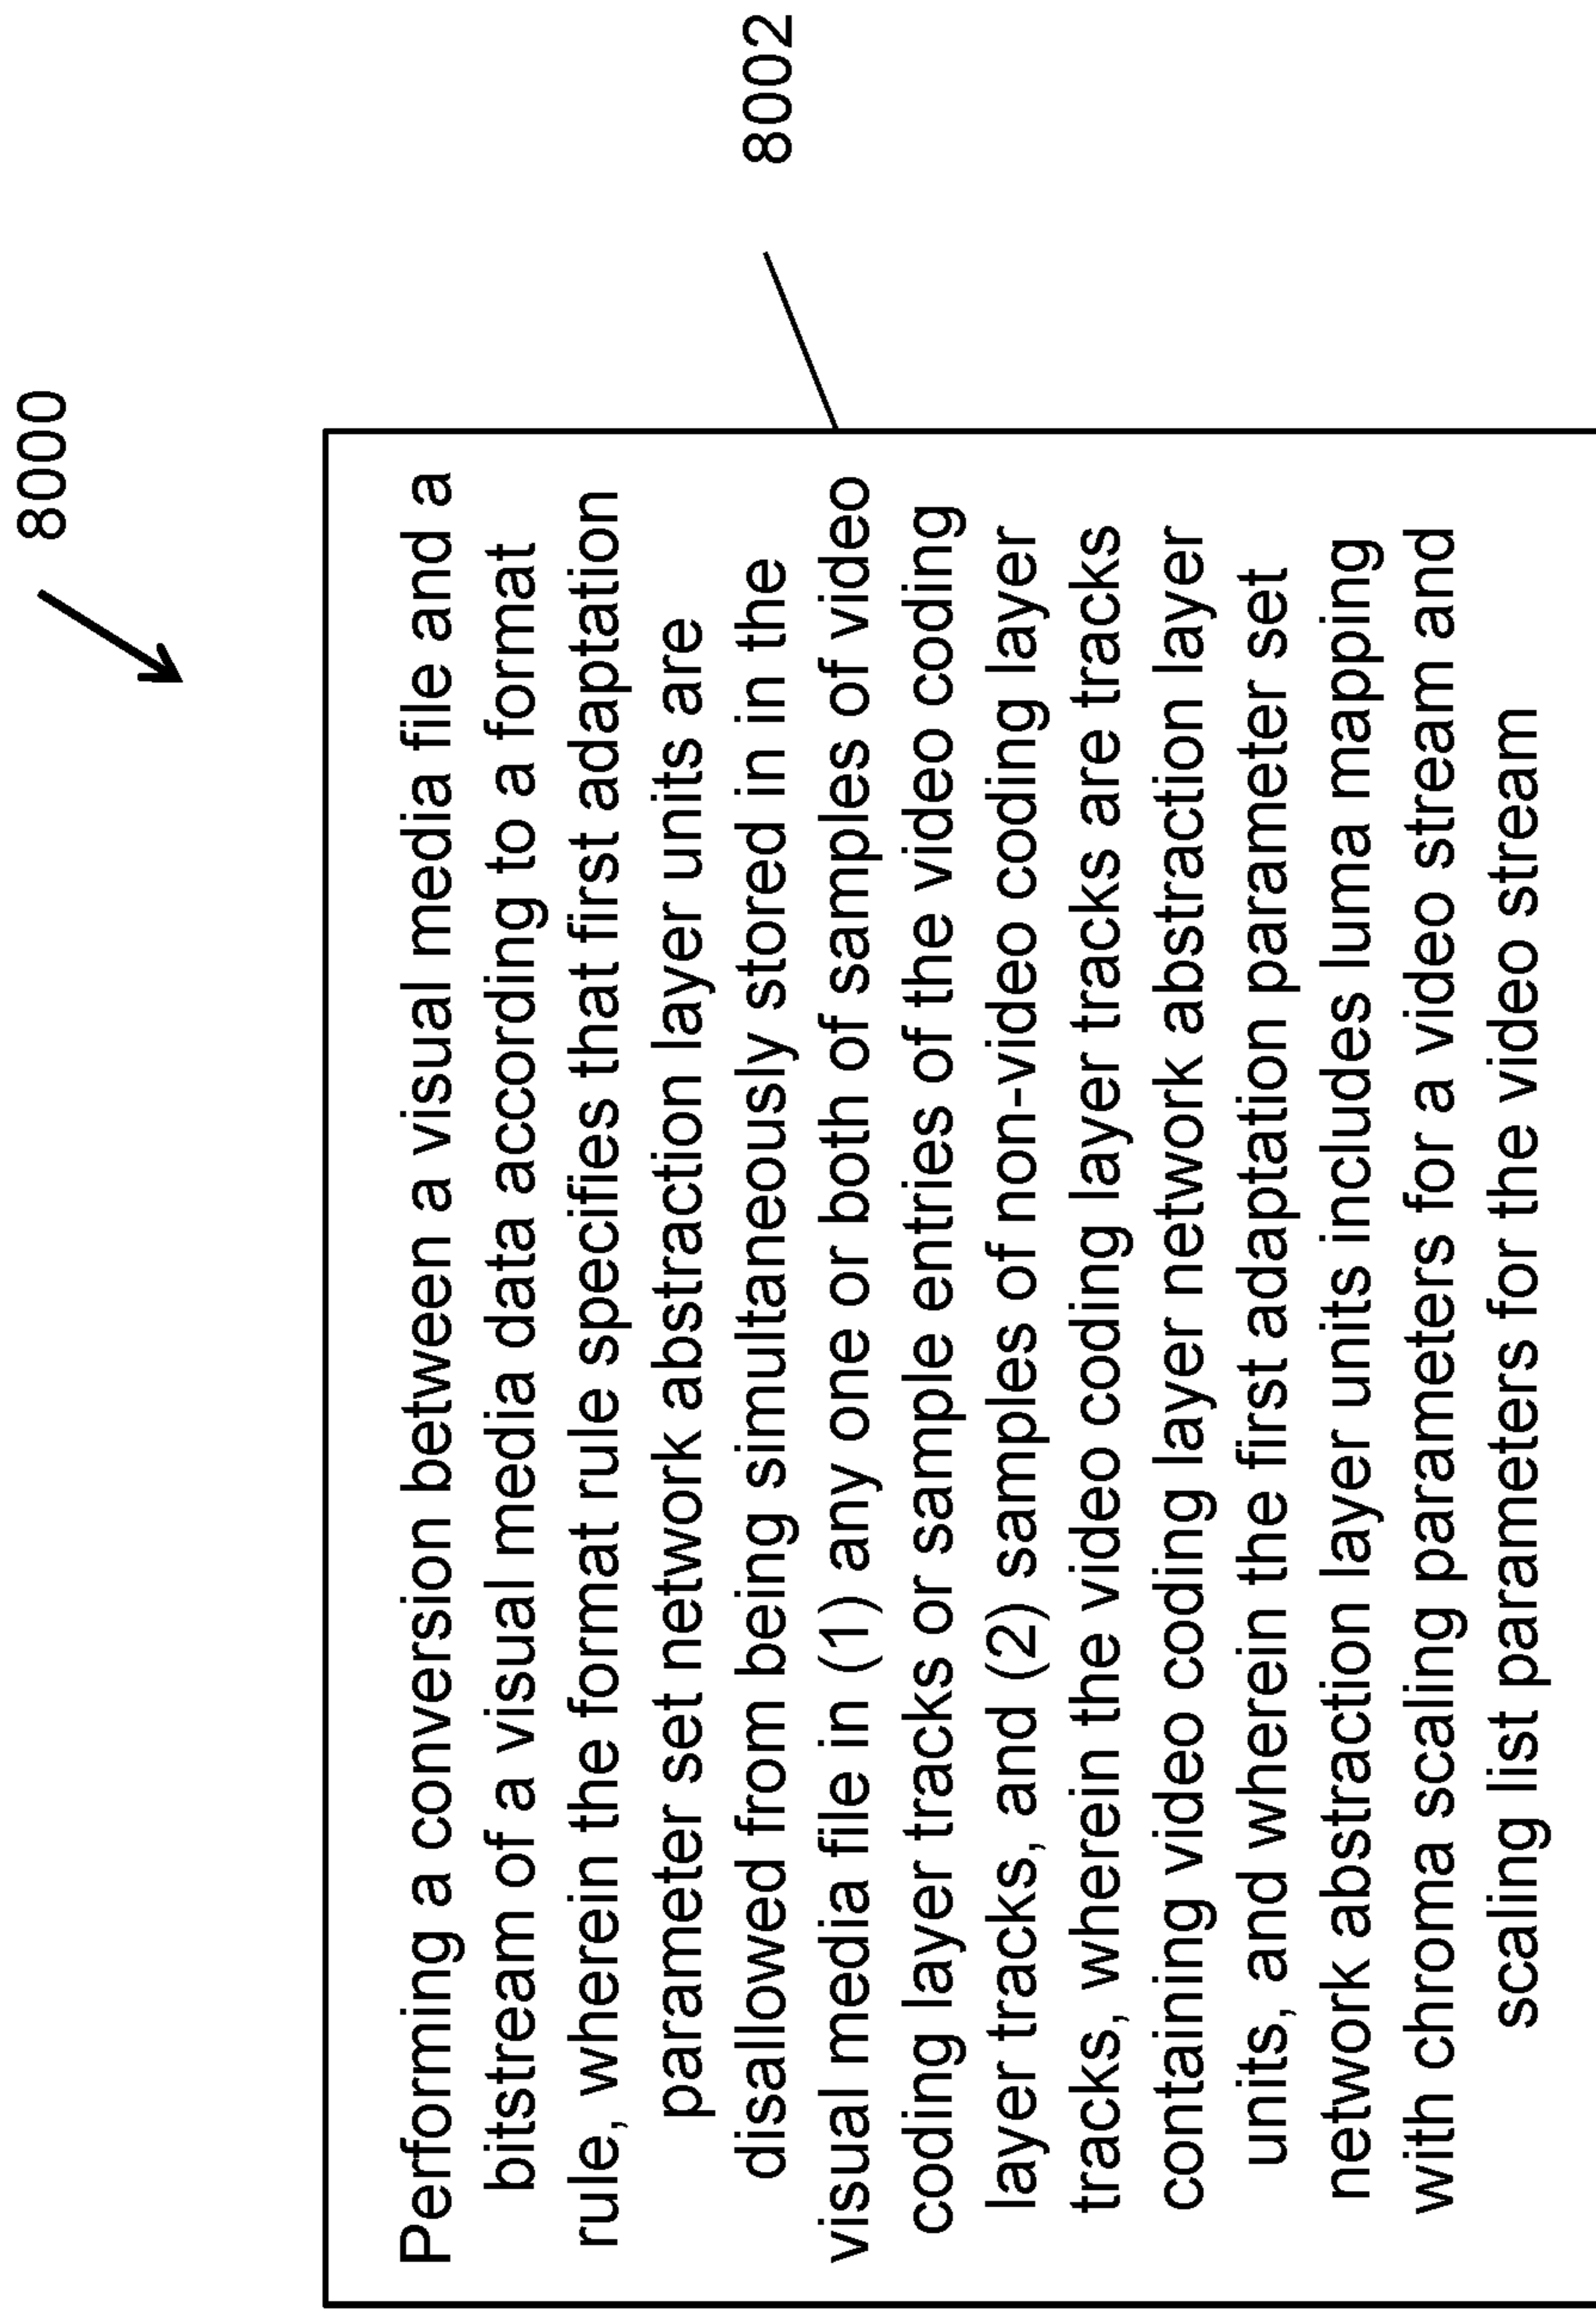 8000
8002
Performing a conversion between a visual media file and a
bitstream of a visual media data according to a format
rule, wherein the format rule specifies that first adaptation
parameter set network abstraction layer units are
disallowed from being simultaneously stored in in the
visual media file in (1) any one or both of samples of video
coding layer tracks or sample entries of the video coding
layer tracks, and (2) samples of non-video coding layer
tracks, wherein the video coding layer tracks are tracks
containing video coding layer network abstraction layer
units, and wherein the first adaptation parameter set
network abstraction layer units includes luma mapping
with chroma scaling parameters for a video stream and
scaling list parameters for the video stream